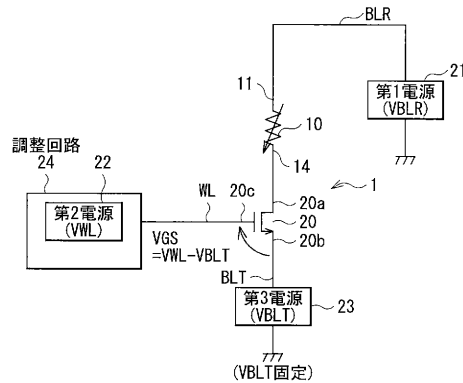 BLR
21
第1電源
(VBLR)
11
10
14
調整回路
24
22
第2電源
(VWL)
WL
20c
20a
20
20b
1
VGS
=VWL-VBLT
BLT
第3電源
(VBLT)
23
(VBLT固定)